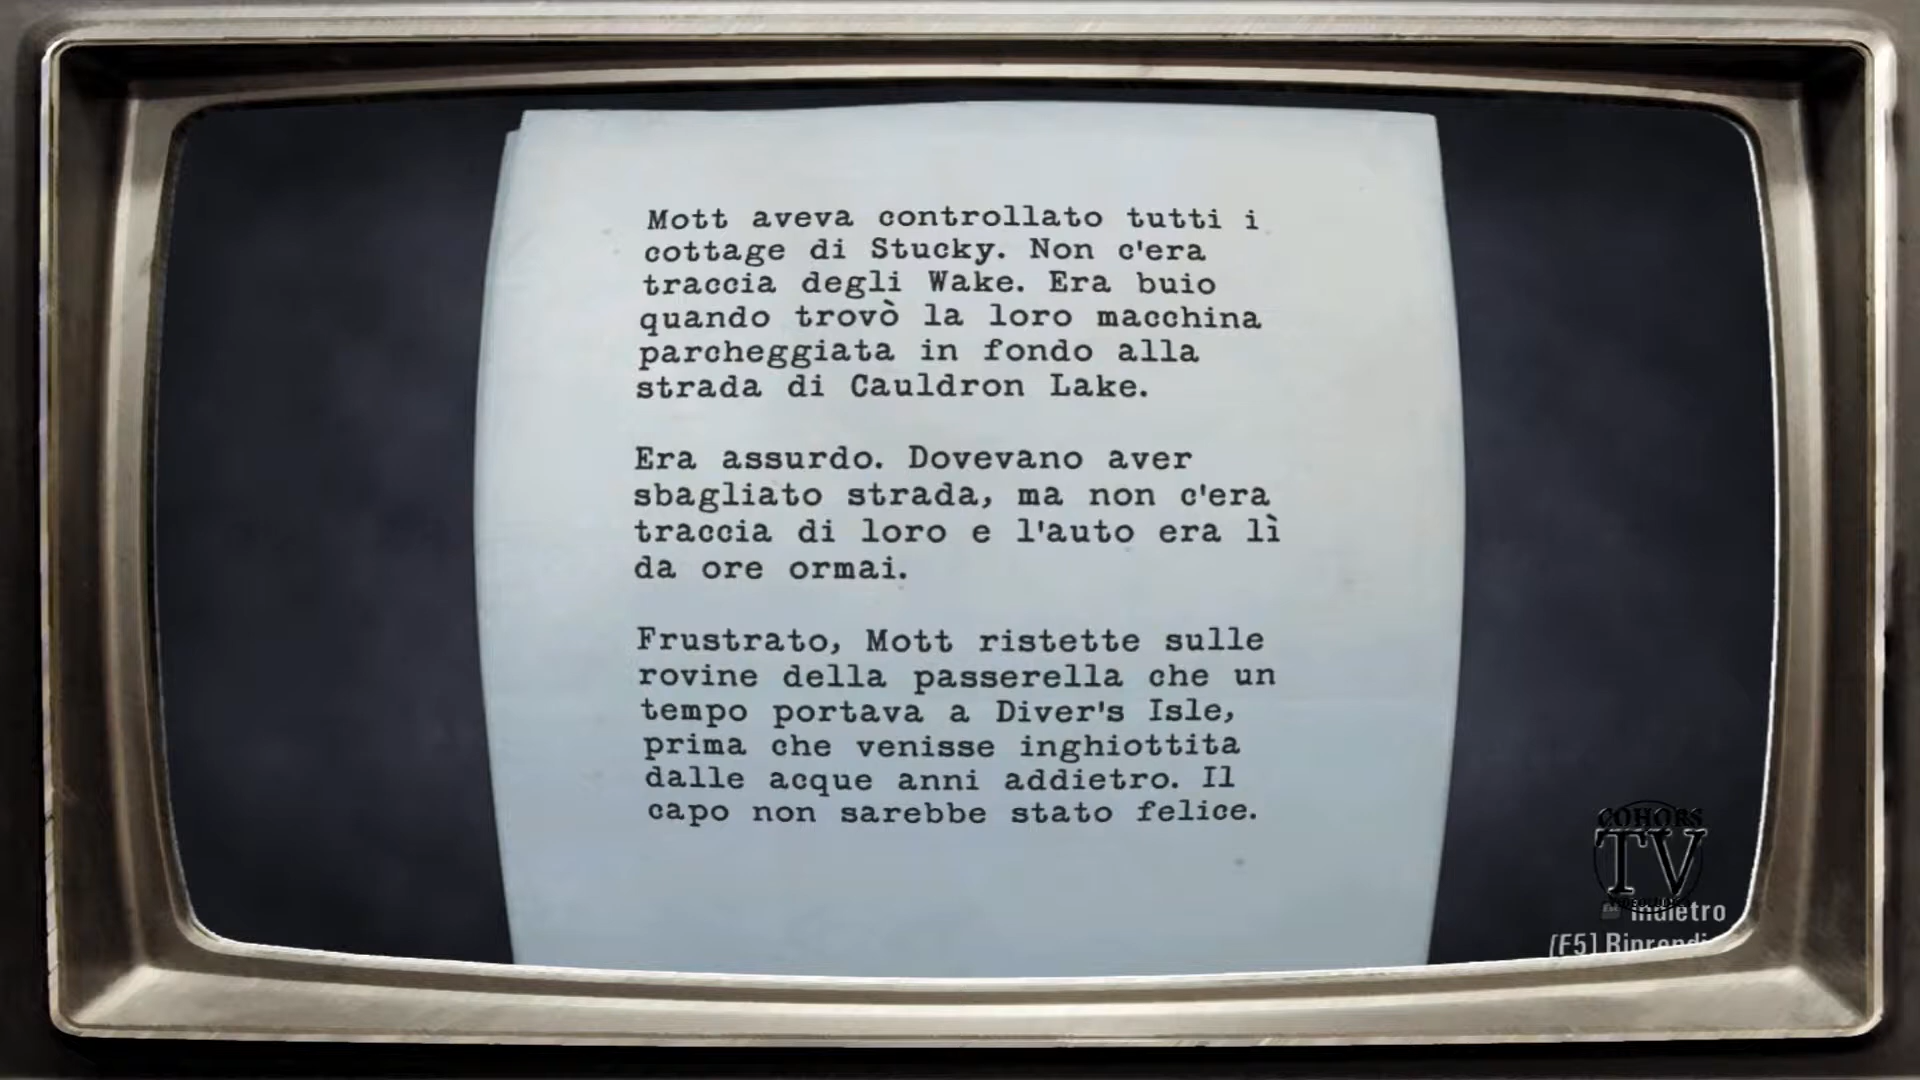 Mott aveva controllato tutti i
cottage di Stucky. Non c'era
traccia degli Wake. Era buio
quando trovò la loro macchina
parcheggiata in fondo alla
strada di Cauldron Lake.
Era assurdo. Dovevano aver
sbagliato strada, ma non c'era
traccia di loro e l'auto era lì
da ore ormai.
Frustrato, Mott ristette sulle
rovine della passerella che un
tempo portava a Diver's Isle,
prima che venisse inghiottita
dalle acque anni addietro. Il
capo non sarebbe stato felice.
COHORS
TV
Indietro
[F5] Riprendi